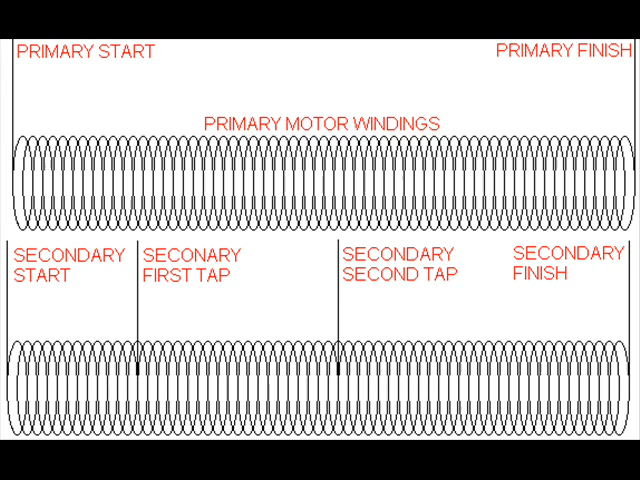 PRIMARY START
PRIMARY FINISH
PRIMARY MOTOR WINDINGS
SECONDARY
START
SECONARY
FIRST TAP
SECONDARY
SECOND TAP
SECONDARY
FINISH